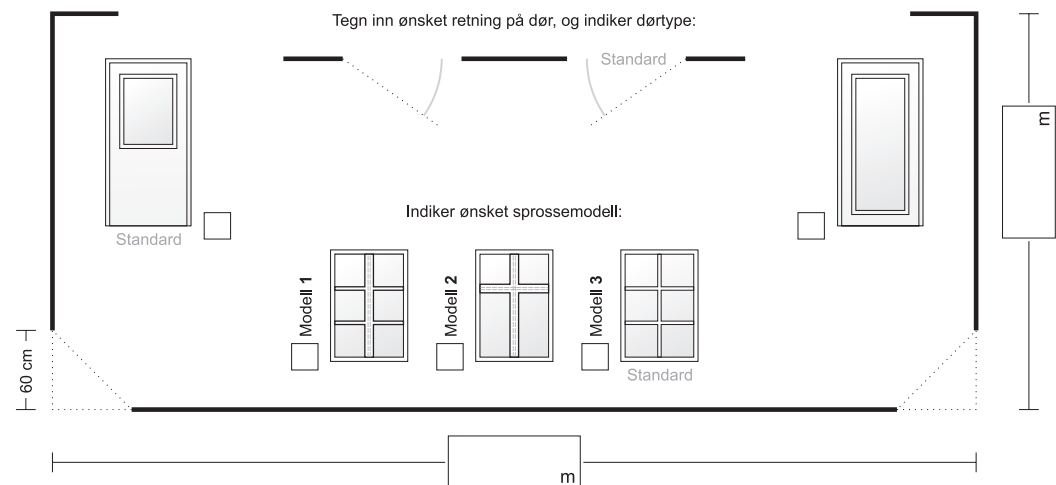 Tegn inn ønsket retning på dør, og indiker dørtype:
Standard
m
Standard
Indiker ønsket sprossemodell:
Modell 1
Modell 2
Modell 3
Standard
60 cm
m